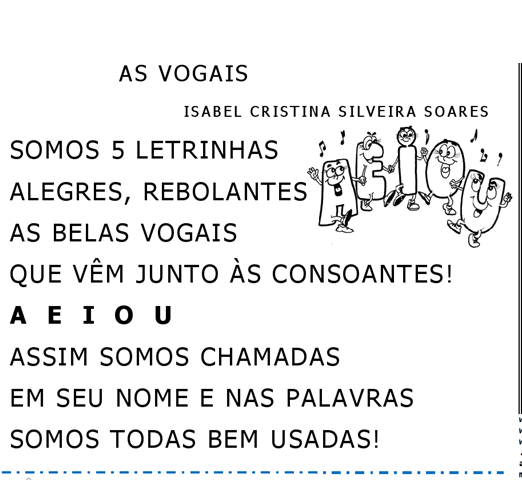 AS VOGAIS
ISABEL CRISTINA SILVEIRA SOARES
SOMOS 5 LETRINHAS
ALEGRES, REBOLANTES
AS BELAS VOGAIS
QUE VÊM JUNTO ÀS CONSOANTES!
A E I O U
ASSIM SOMOS CHAMADAS
EM SEU NOME E NAS PALAVRAS
SOMOS TODAS BEM USADAS!